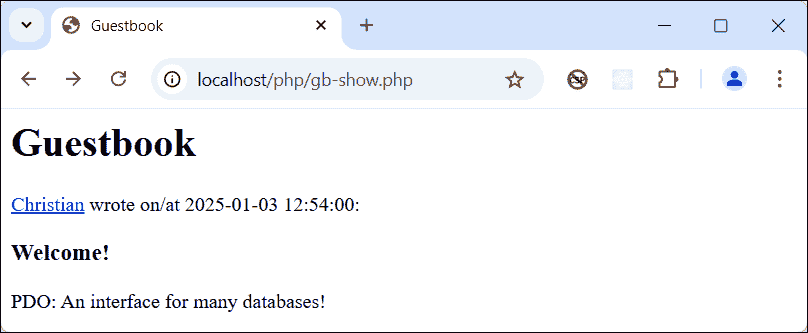 Guestbook
localhost/php/gb-show.php
CSP
Guestbook
Christian wrote on/at 2025-01-03 12:54:00:
Welcome!
PDO: An interface for many databases!